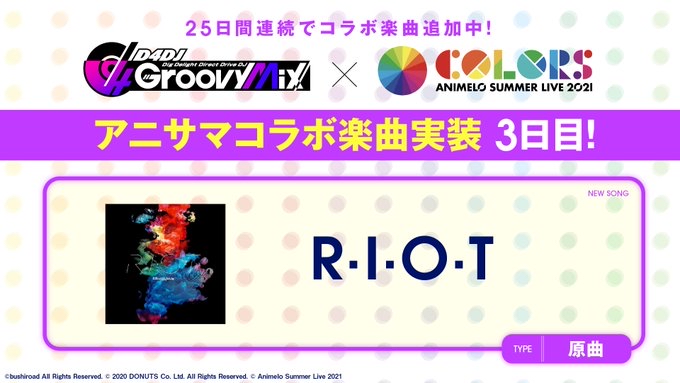 25日間連続でコラボ楽曲追加中!
D4DJ
Dig Delight Direct Drive DJ
Groovy Mix
×
COLORS
ANIMELO SUMMER LIVE 2021
アニサマコラボ楽曲実装 3日目!
NEW SONG
R·I·O·T
TYPE 原曲
©bushiroad All Rights Reserved. © 2020 DONUTS Co. Ltd. All Rights Reserved. © Animelo Summer Live 2021